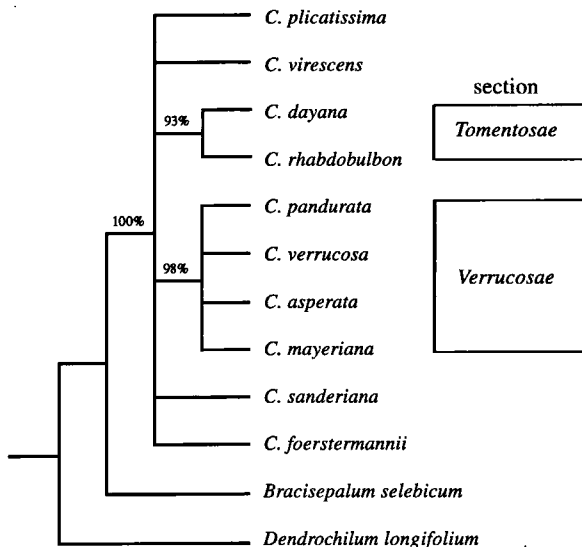 C. plicatissima
C. virescens
section
C. dayana
93%
Tomentosae
C. rhabdobulbon
C. pandurata
100%
C. verrucosa
98%
Verrucosae
C. asperata
C. mayeriana
C. sanderiana
C. foerstermannii
Bracisepalum selebicum
Dendrochilum longifolium